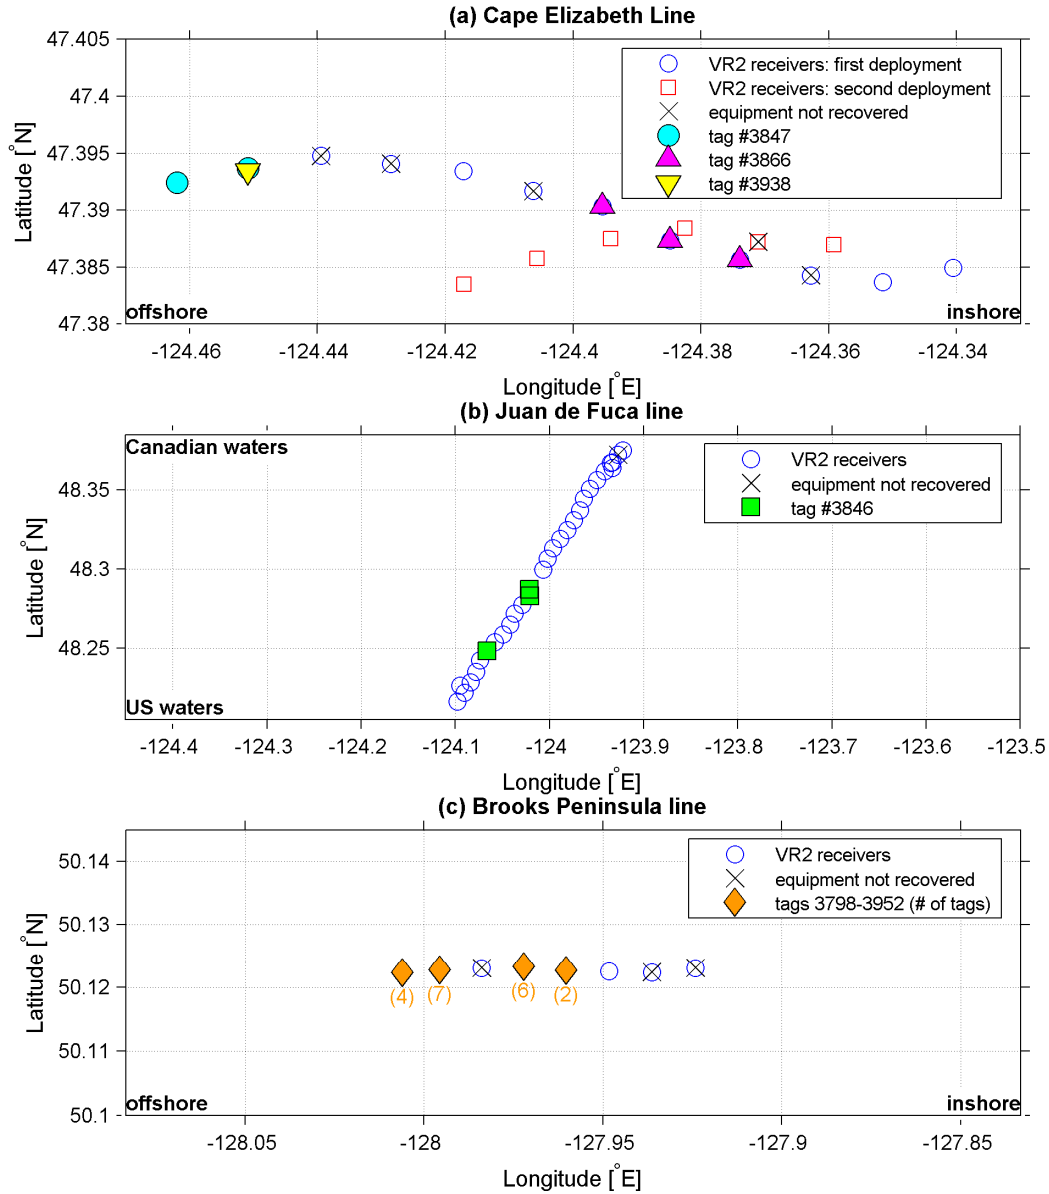 (a) Cape Elizabeth Line
47.405
47.4
47.395
47.39
47.385
47.38
Latitude [°N]
VR2 receivers: first deployment
VR2 receivers: second deployment
equipment not recovered
tag #3847
tag #3866
tag #3938
offshore
inshore
-124.46
-124.44
-124.42
-124.4
-124.38
-124.36
-124.34
Longitude [°E]
(b) Juan de Fuca line
Canadian waters
48.35
48.3
48.25
Latitude [°N]
VR2 receivers
equipment not recovered
tag #3846
US waters
-124.4
-124.3
-124.2
-124.1
-124
-123.9
-123.8
-123.7
-123.6
-123.5
Longitude [°E]
(c) Brooks Peninsula line
50.14
50.13
50.12
50.11
50.1
Latitude [°N]
VR2 receivers
equipment not recovered
tags 3798-3952 (# of tags)
(4)
(7)
(6)
(2)
offshore
inshore
-128.05
-128
-127.95
-127.9
-127.85
Longitude [°E]